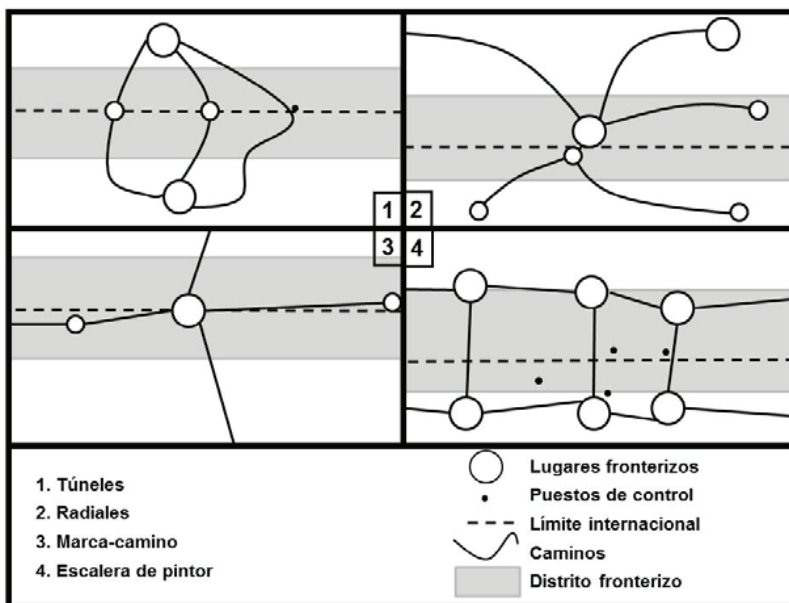 1 2
3 4
1. Túneles
2. Radiales
3. Marca-camino
4. Escalera de pintor
Lugares fronterizos
Puestos de control
Límite internacional
Caminos
Distrito fronterizo